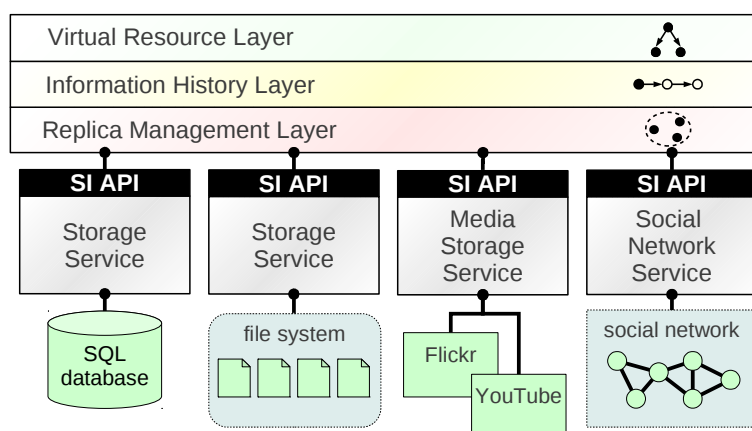 Virtual Resource Layer
Information History Layer
Replica Management Layer
SI API
SI API
SI API
SI API
Storage
Service
Storage
Service
Media
Storage
Service
Social
Network
Service
SQL
database
file system
Flickr
YouTube
social network